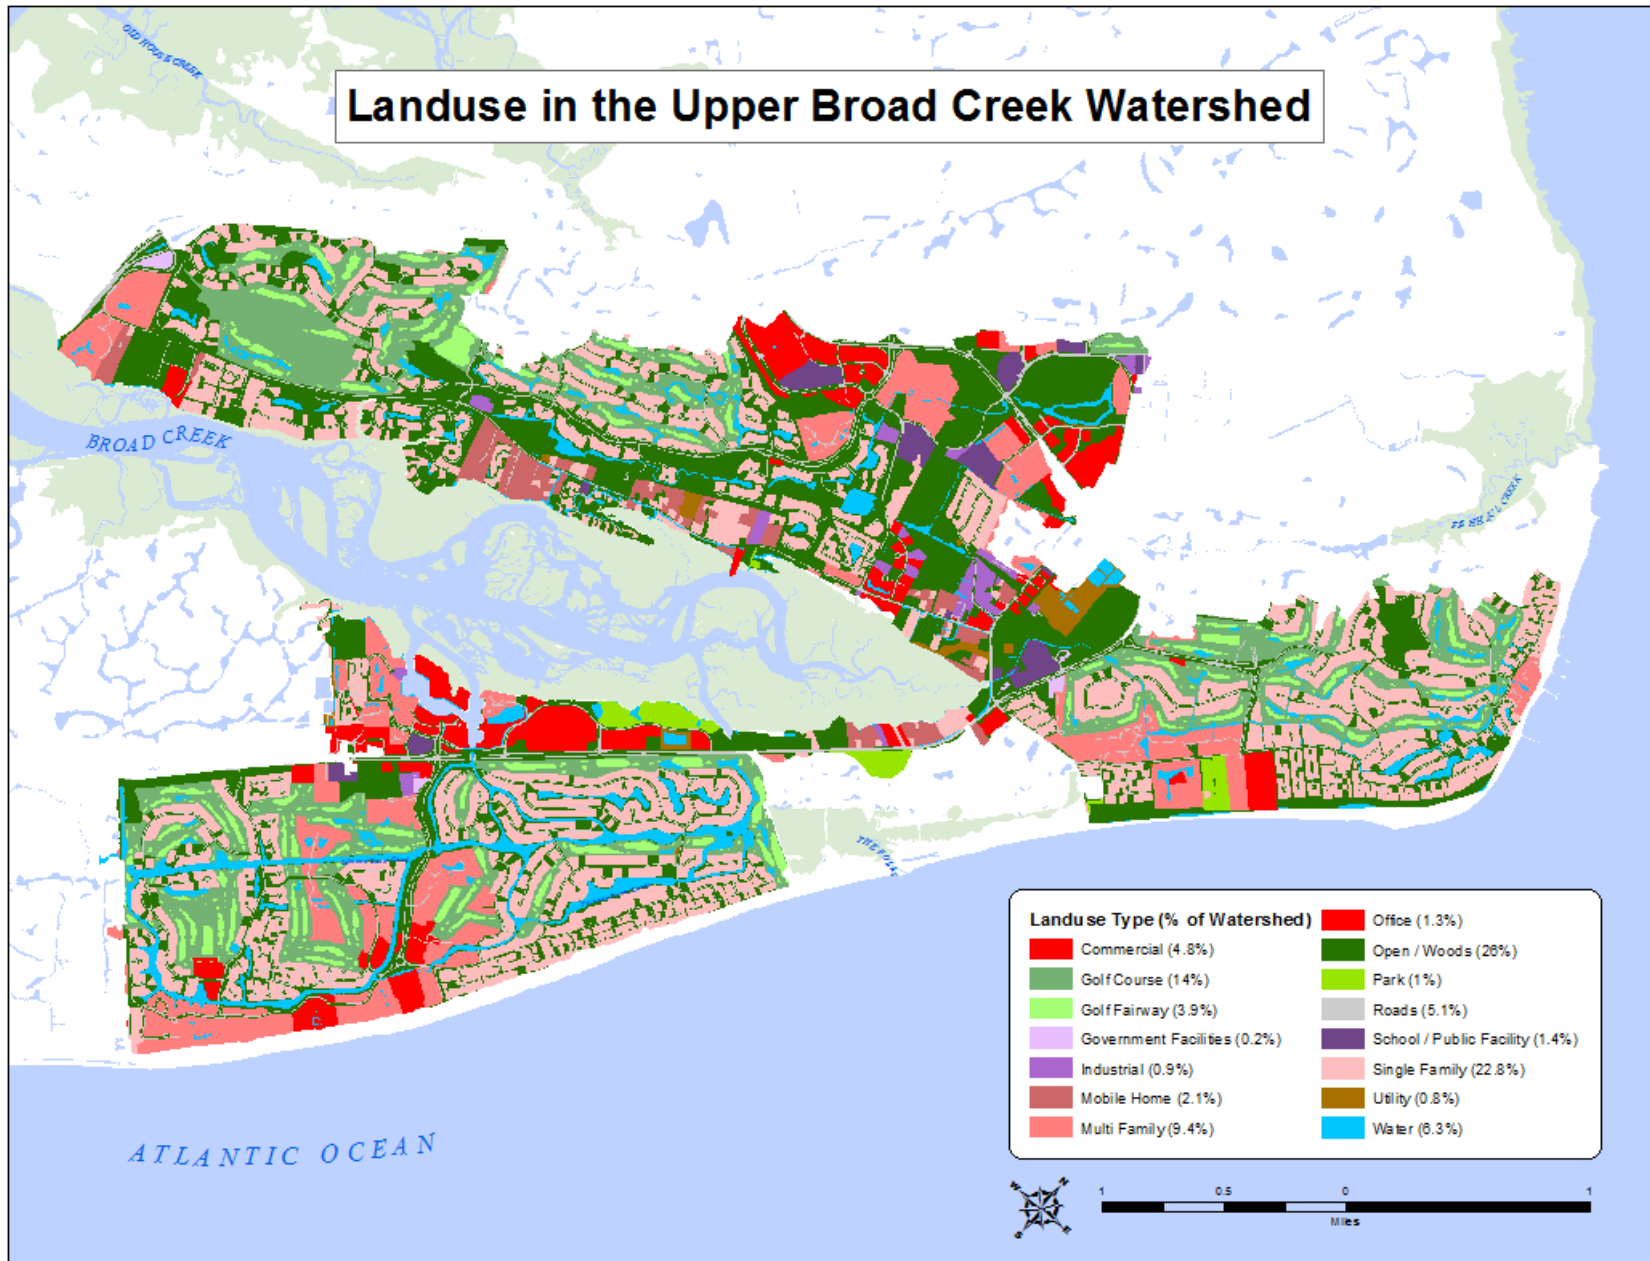 OLD HOUSE CREEK
Landuse in the Upper Broad Creek Watershed
BROAD CREEK
THE FOLLY
ATLANTIC OCEAN
Landuse Type (% of Watershed)
Commercial (4.8%)
Golf Course (14%)
Golf Fairway (3.9%)
Government Facilities (0.2%)
Industrial (0.9%)
Mobile Home (2.1%)
Multi Family (9.4%)
Office (1.3%)
Open / Woods (26%)
Park (1%)
Roads (5.1%)
School / Public Facility (1.4%)
Single Family (22.8%)
Utility (0.8%)
Water (6.3%)
W N
S E
1 0.5 0 1
Miles